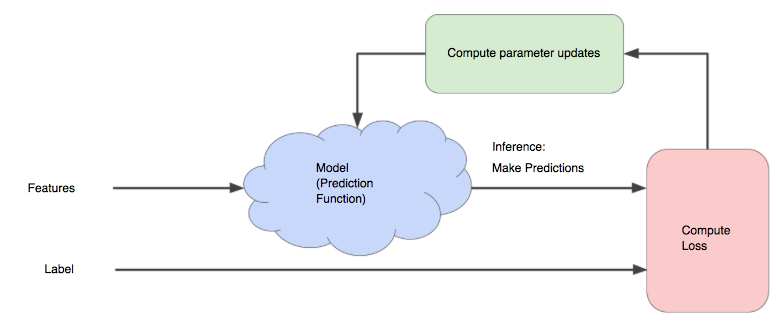 Compute parameter updates
Inference:
Make Predictions
Model
(Prediction
Function)
Features
Compute
Loss
Label